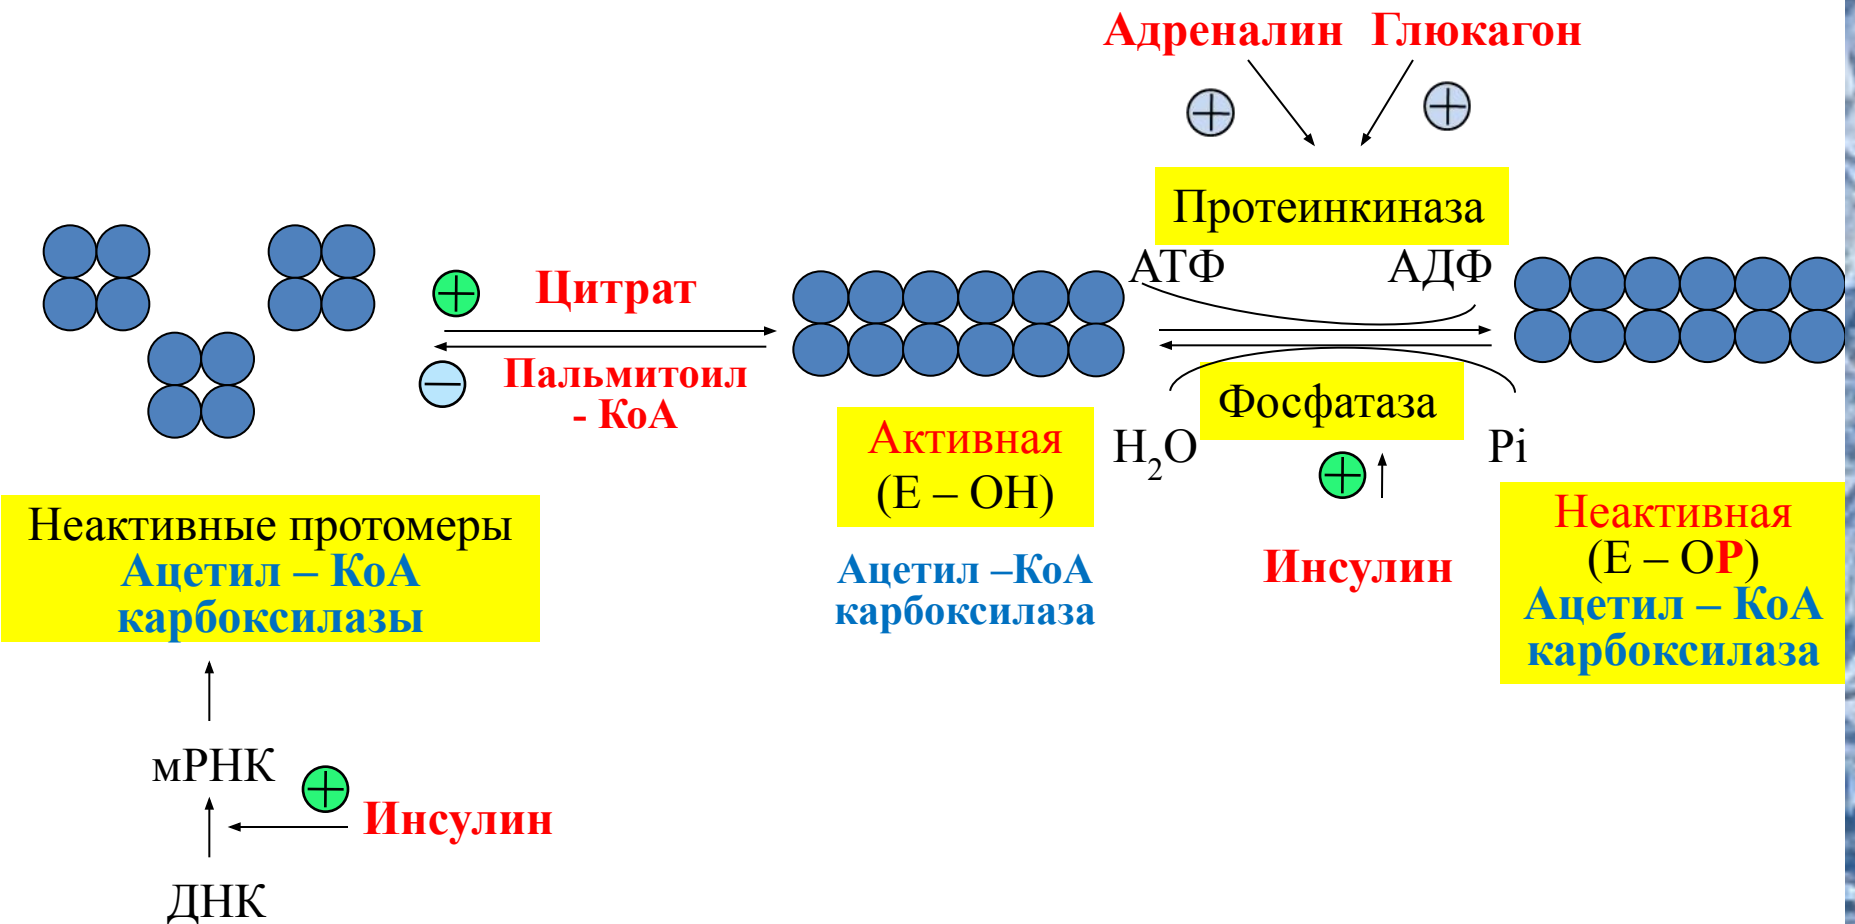 Адреналин Глюкагон
Протеинкиназа
АТФ АДФ
Цитрат
Пальмитоил
- КоА
Фосфатаза
H2O Pi
Активная
(E – OH)
Ацетил –КоА
карбоксилаза
Инсулин
Неактивная
(E – OP)
Ацетил – КоА
карбоксилаза
Неактивные протомеры
Ацетил – КоА
карбоксилазы
мРНК
Инсулин
ДНК